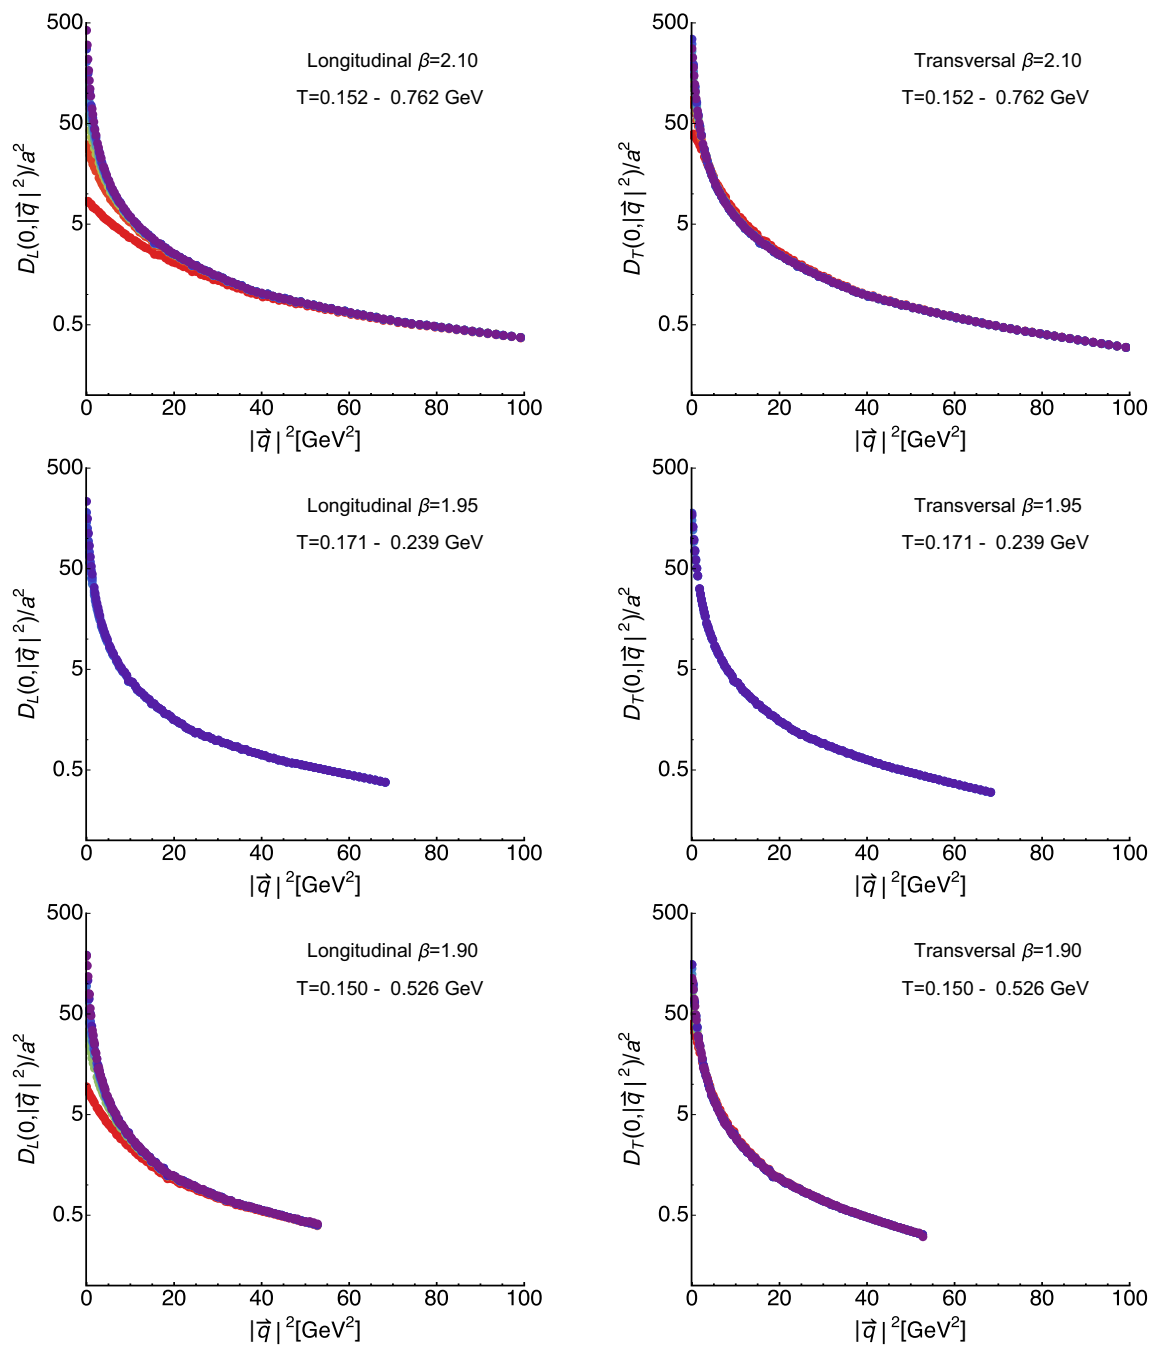 500
50
5
0.5
D_L(0,|q⃗|²)/a²
Longitudinal β=2.10
T=0.152 - 0.762 GeV
0 20 40 60 80 100
|q⃗|²[GeV²]
500
50
5
0.5
D_T(0,|q⃗|²)/a²
Transversal β=2.10
T=0.152 - 0.762 GeV
0 20 40 60 80 100
|q⃗|²[GeV²]
500
50
5
0.5
D_L(0,|q⃗|²)/a²
Longitudinal β=1.95
T=0.171 - 0.239 GeV
0 20 40 60 80 100
|q⃗|²[GeV²]
500
50
5
0.5
D_T(0,|q⃗|²)/a²
Transversal β=1.95
T=0.171 - 0.239 GeV
0 20 40 60 80 100
|q⃗|²[GeV²]
500
50
5
0.5
D_L(0,|q⃗|²)/a²
Longitudinal β=1.90
T=0.150 - 0.526 GeV
0 20 40 60 80 100
|q⃗|²[GeV²]
500
50
5
0.5
D_T(0,|q⃗|²)/a²
Transversal β=1.90
T=0.150 - 0.526 GeV
0 20 40 60 80 100
|q⃗|²[GeV²]